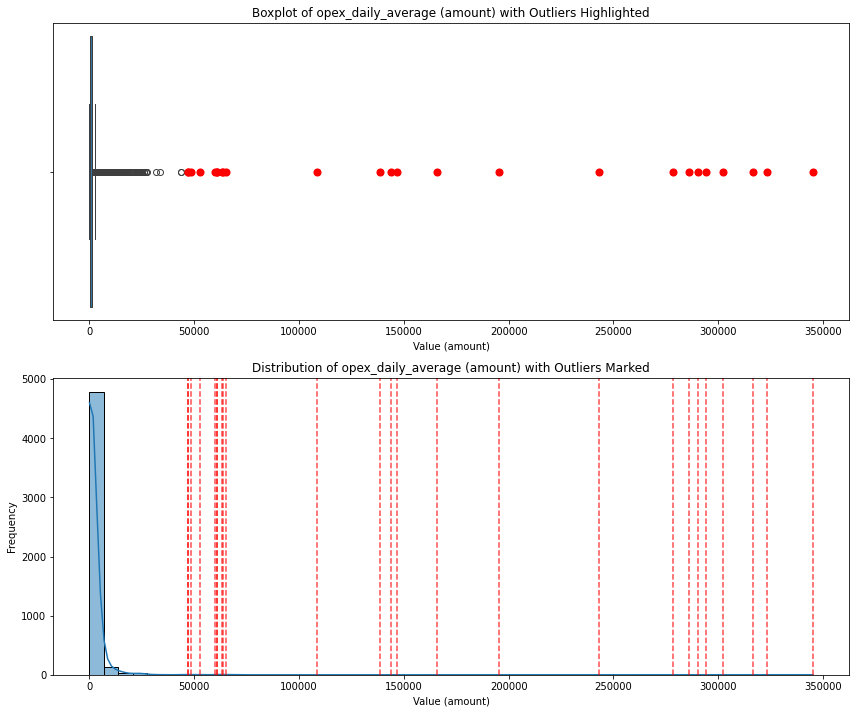 Boxplot of opex_daily_average (amount) with Outliers Highlighted
0 50000 100000 150000 200000 250000 300000 350000
Value (amount)
Distribution of opex_daily_average (amount) with Outliers Marked
5000
4000
3000
2000
1000
0
Frequency
0 50000 100000 150000 200000 250000 300000 350000
Value (amount)